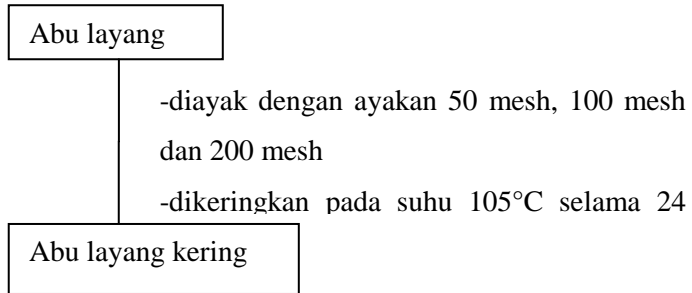 Abu layang
-diayak dengan ayakan 50 mesh, 100 mesh
dan 200 mesh
-dikeringkan pada suhu 105°C selama 24
Abu layang kering